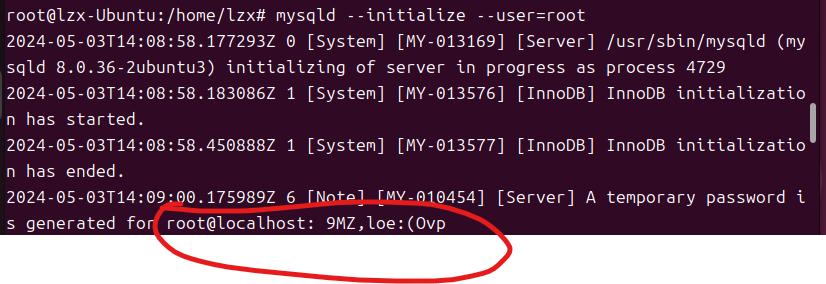 root@lzx-Ubuntu:/home/lzx# mysqld --initialize --user=root
2024-05-03T14:08:58.177293Z 0 [System] [MY-013169] [Server] /usr/sbin/mysqld (my
sqld 8.0.36-2ubuntu3) initializing of server in progress as process 4729
2024-05-03T14:08:58.183086Z 1 [System] [MY-013576] [InnoDB] InnoDB initializatio
n has started.
2024-05-03T14:08:58.450888Z 1 [System] [MY-013577] [InnoDB] InnoDB initializatio
n has ended.
2024-05-03T14:09:00.175989Z 6 [Note] [MY-010454] [Server] A temporary password i
s generated for root@localhost: 9MZ,loe:(Ovp